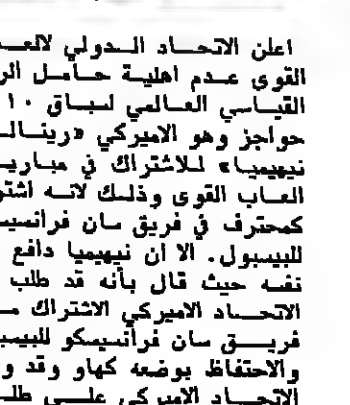 اعلن الاتحاد الدولي لالعـ
القوى عدم اهلية حامل الر
القياسي العالمي لسباق ١٠
حواجز وهو الاميركي «رينالـ
نيهيميا» للاشتراك في مباريـ
العاب القوى وذلك لانه اشتر
كمحترف في فريق سان فرانسيسـ
للبيسبول. الا ان نيهيميا دافع
نفسه حيث قال بأنه قد طلب
الاتحاد الاميركي الاشتراك مـ
فريق سان فرانسيسكو للبيسبـ
والاحتفاظ بوضعه كهاو وقد و
الاتحاد الاميركي على طلـ